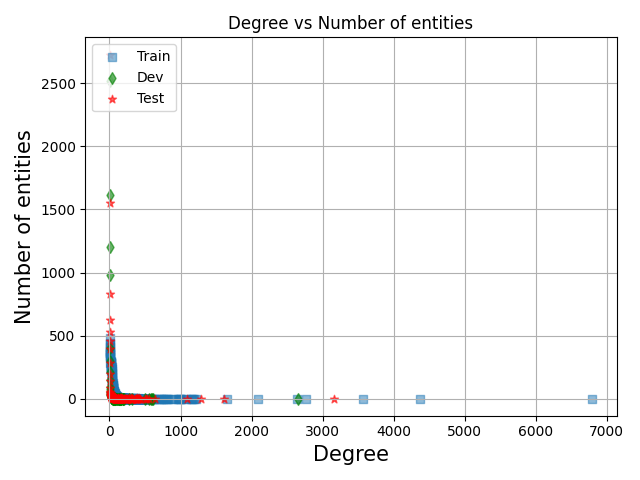 Degree vs Number of entities
Train
Dev
Test
Number of entities
2500
2000
1500
1000
500
0
0 1000 2000 3000 4000 5000 6000 7000
Degree